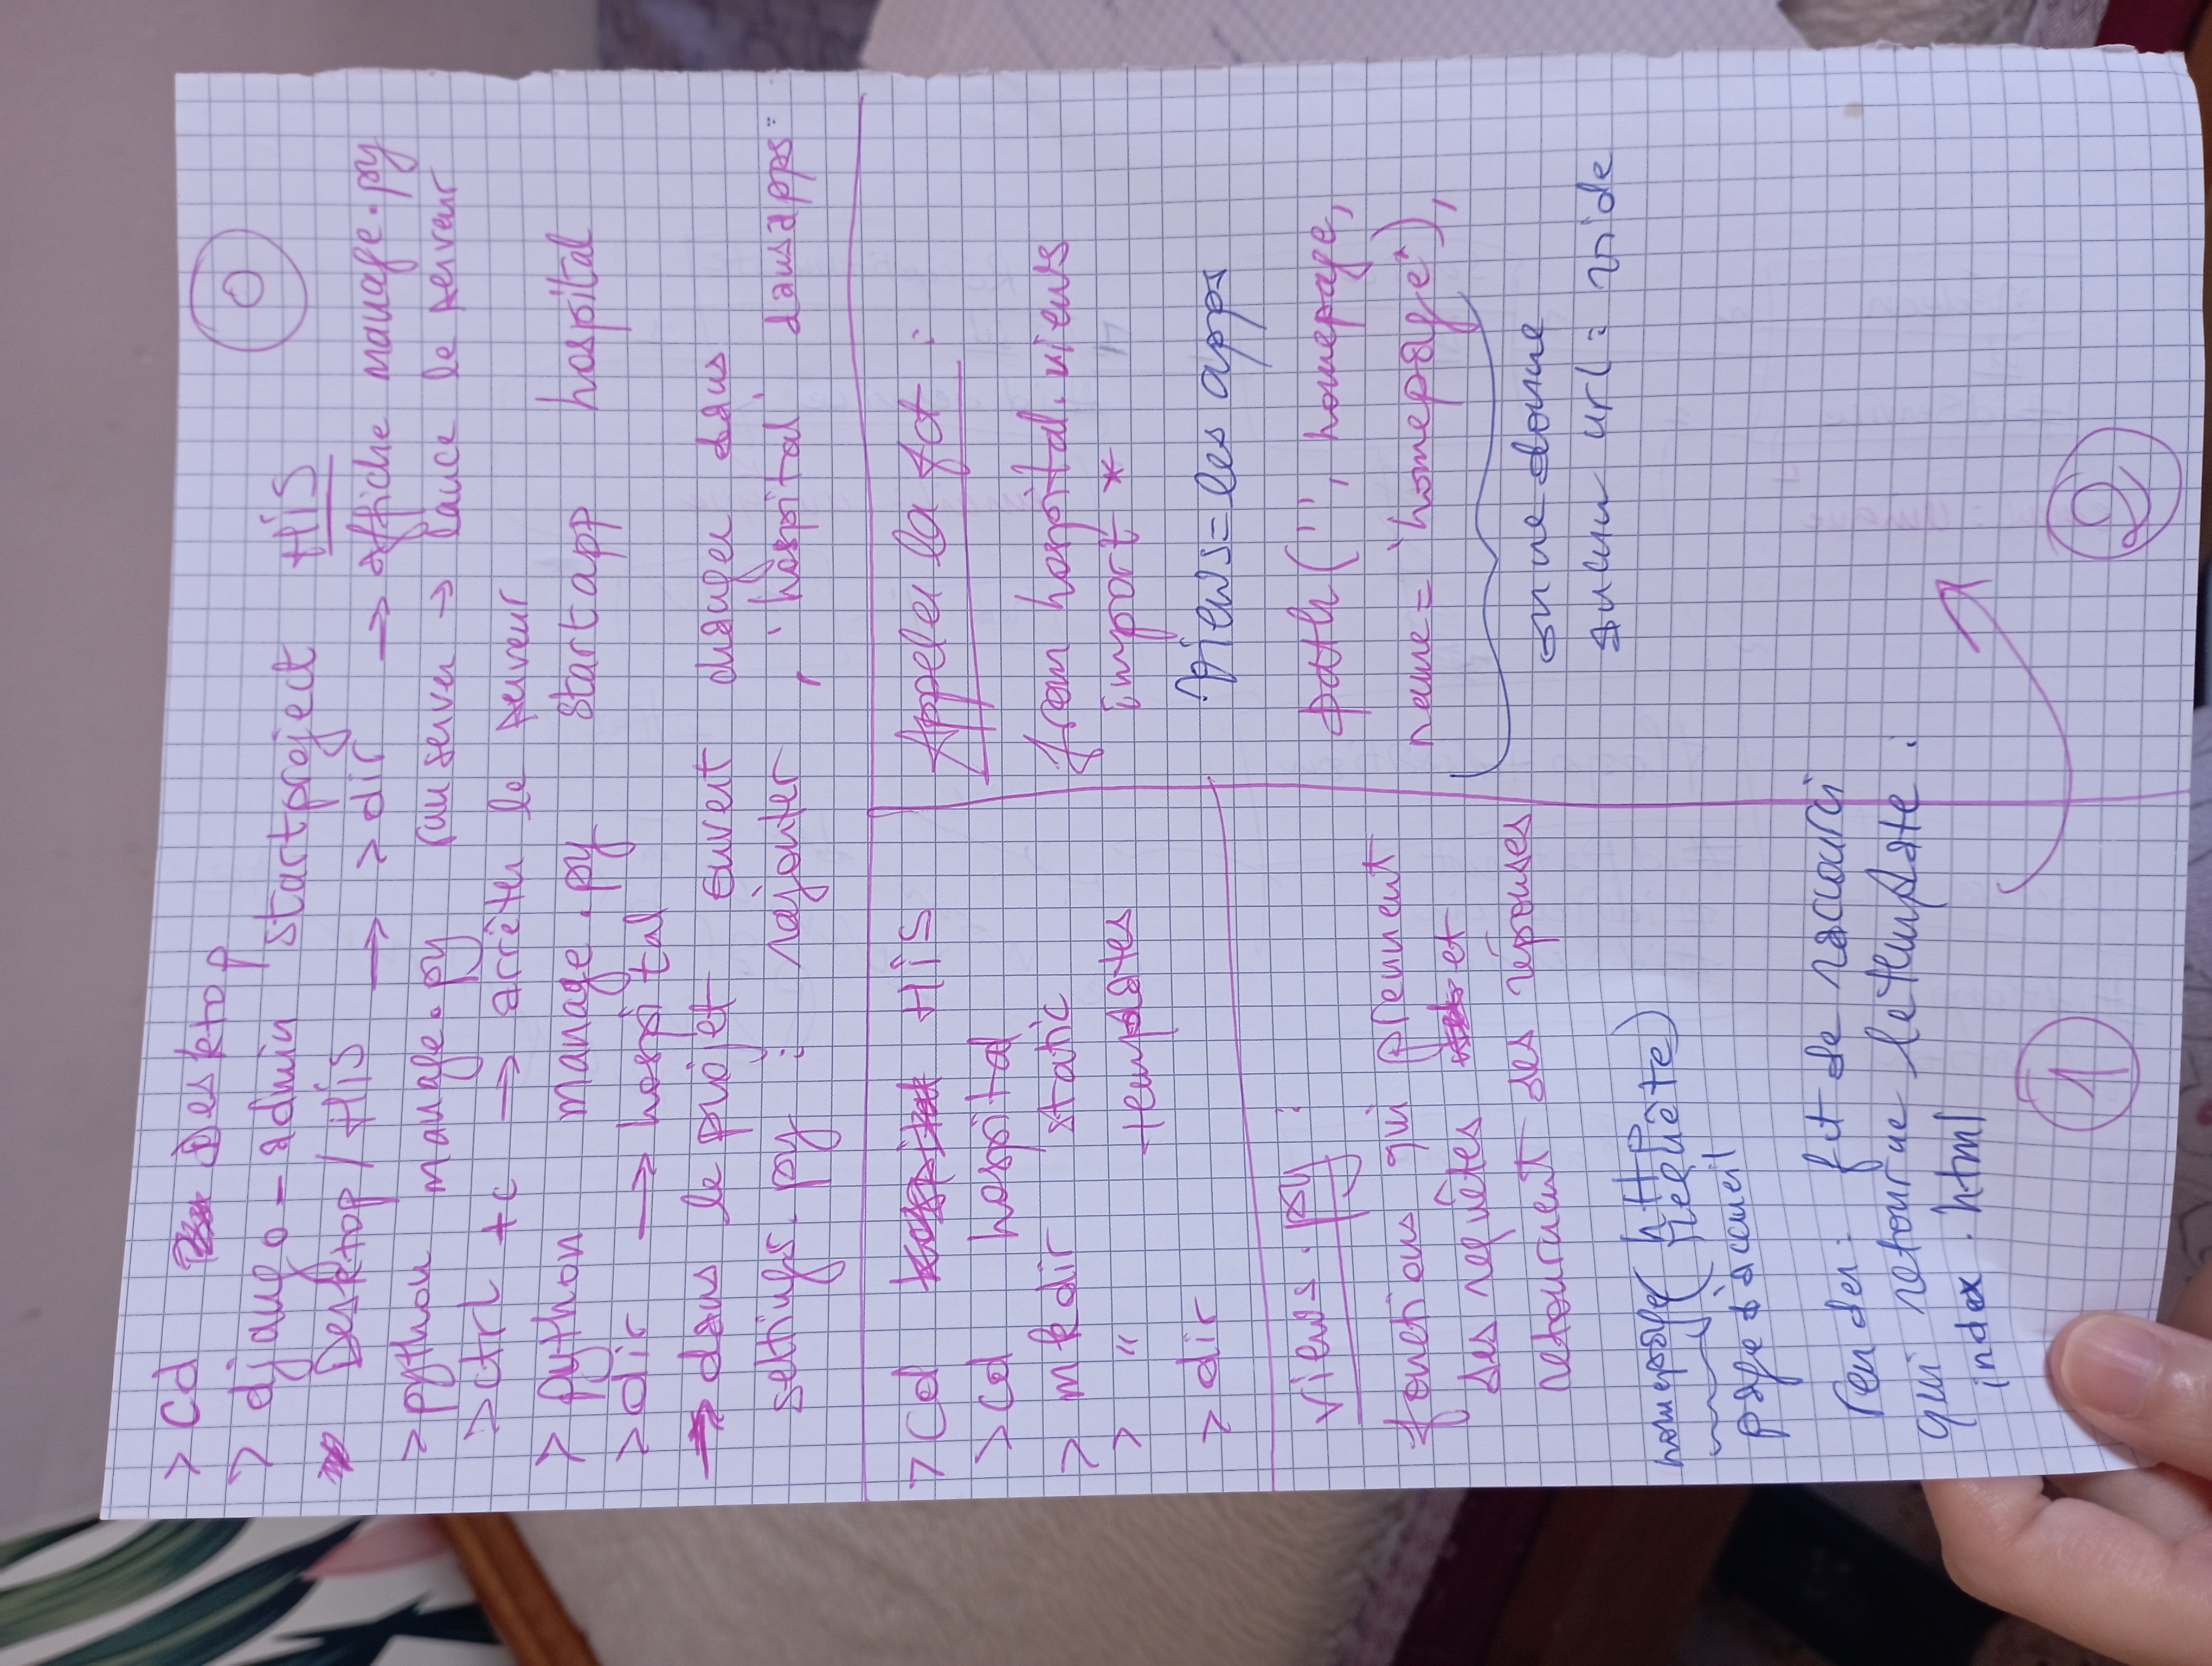 > cd Desktop
0
> django-admin startproject HiS
Desktop/HiS → > dir → affiche manage.py
> python manage.py runserver → lance le serveur
> ctrl +c → arrêter le serveur
> python manage.py startapp hospital
> dir → hospital
→ dans le projet ouvert changer dans
settings.py : rajouter , 'hospital' dans apps
> cd HiS
> cd hospital
> mkdir static
> " templates
> dir
views.py :
fonctions qui prennent
des requêtes et
retournent des réponses
homepage( http
requête)
page d'accueil
render : fct de raccourci
qui retourne le template :
index.html
1
Appeler la fct :
from hospital.views
import *
Views = les apps
path('', homepage,
name='homepage'),
on ne donne
aucun url : vide
2